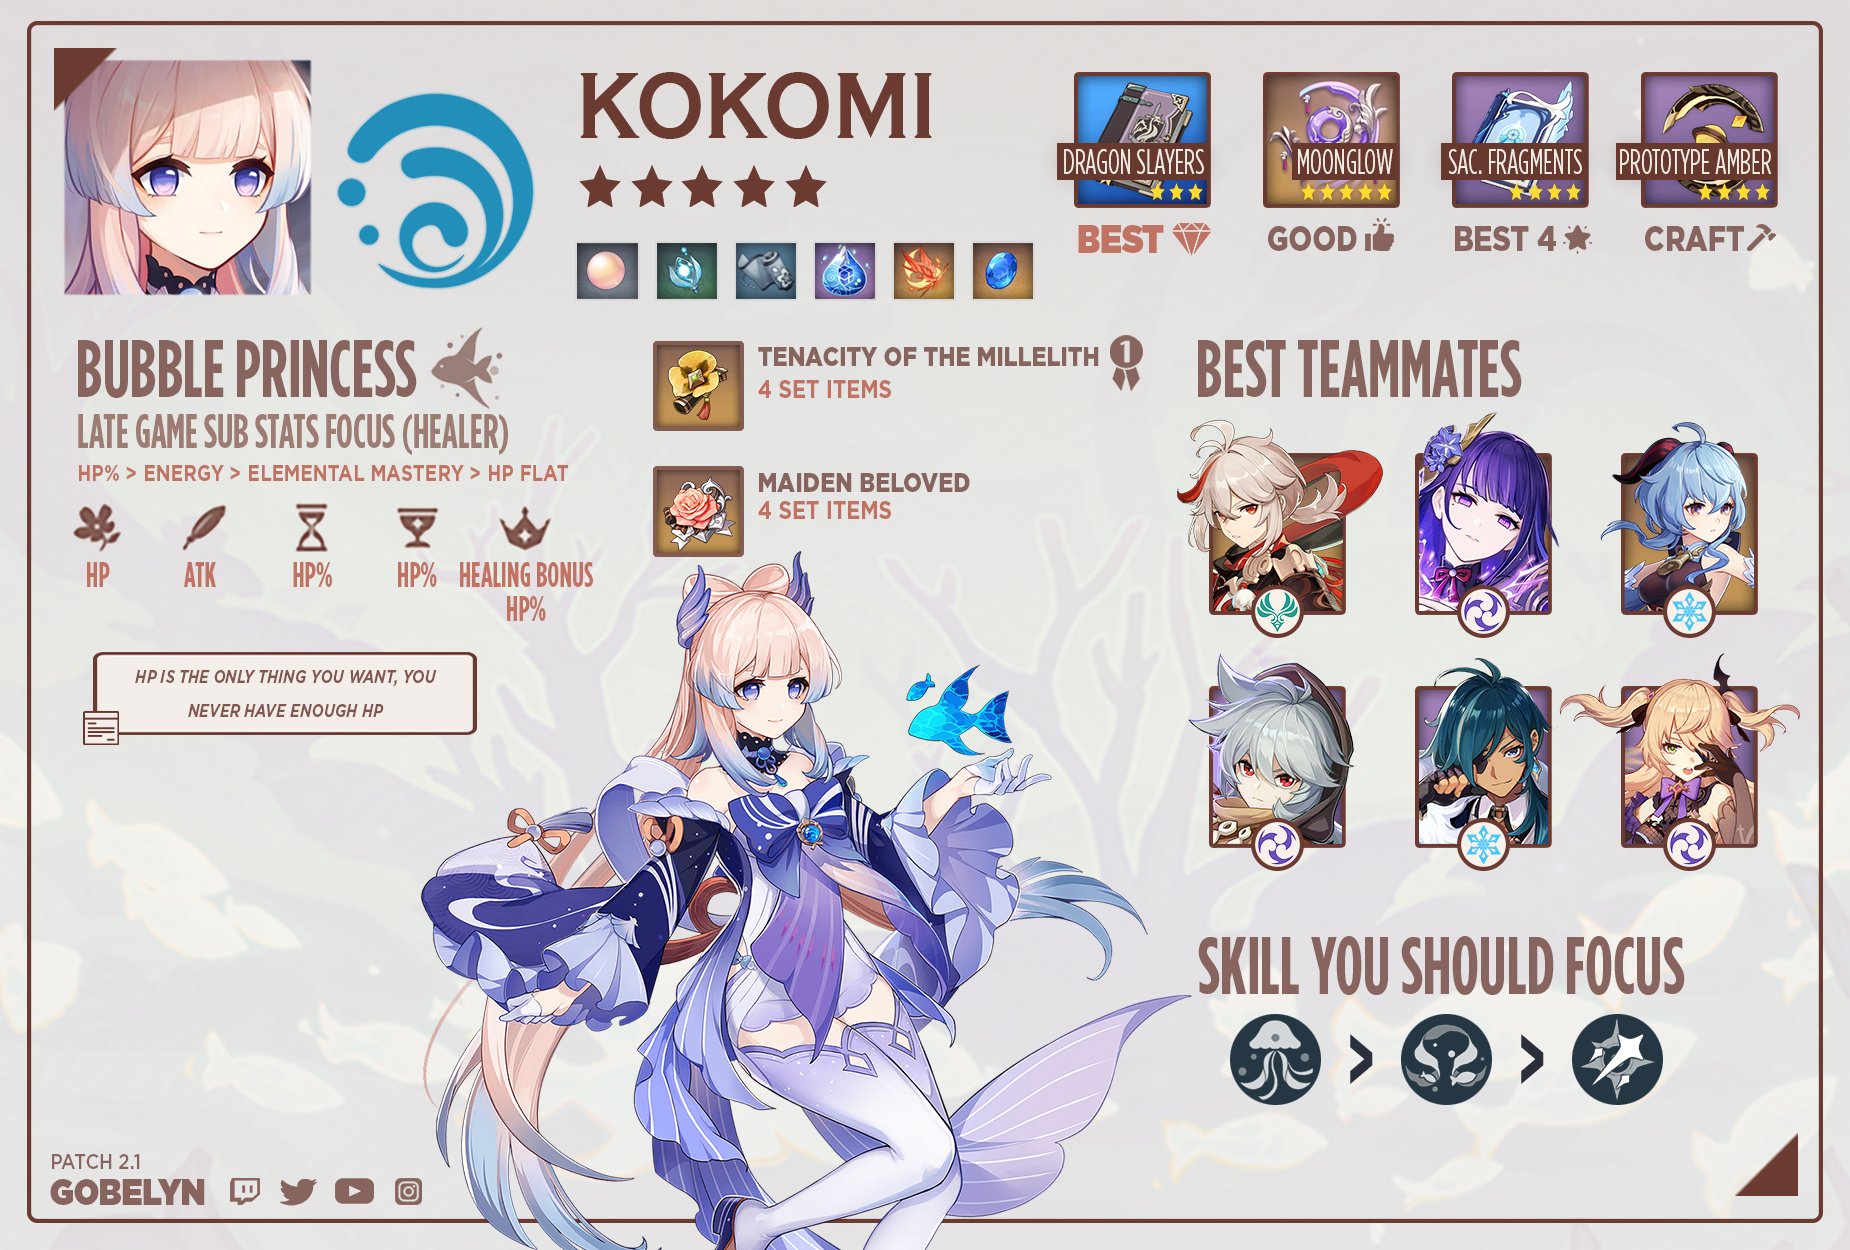 KOKOMI
DRAGON SLAYERS
BEST
MOONGLOW
GOOD
SAC. FRAGMENTS
BEST 4
PROTOTYPE AMBER
CRAFT
BUBBLE PRINCESS
LATE GAME SUB STATS FOCUS (HEALER)
HP% > ENERGY > ELEMENTAL MASTERY > HP FLAT
HP
ATK
HP%
HP%
HEALING BONUS
HP%
HP IS THE ONLY THING YOU WANT, YOU
NEVER HAVE ENOUGH HP
TENACITY OF THE MILLELITH
1
4 SET ITEMS
MAIDEN BELOVED
4 SET ITEMS
BEST TEAMMATES
SKILL YOU SHOULD FOCUS
> >
PATCH 2.1
GOBELYN